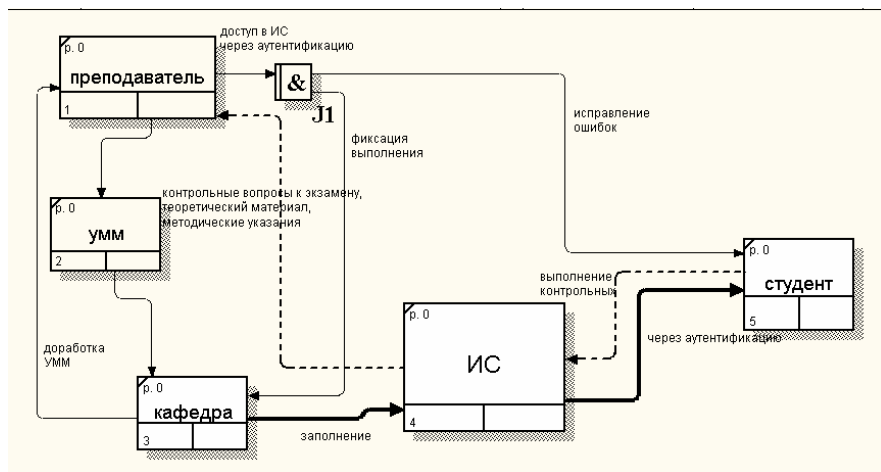 доступ в ИС
через аутентификацию
р. 0
преподаватель
1
&
J1
исправление
ошибок
фиксация
выполнения
контрольные вопросы к экзамену,
теоретический материал,
методические указания
р. 0
умм
2
р. 0
студент
5
выполнение
контрольных
через аутентификацию
р. 0
ИС
4
доработка
УММ
р. 0
кафедра
3
заполнение